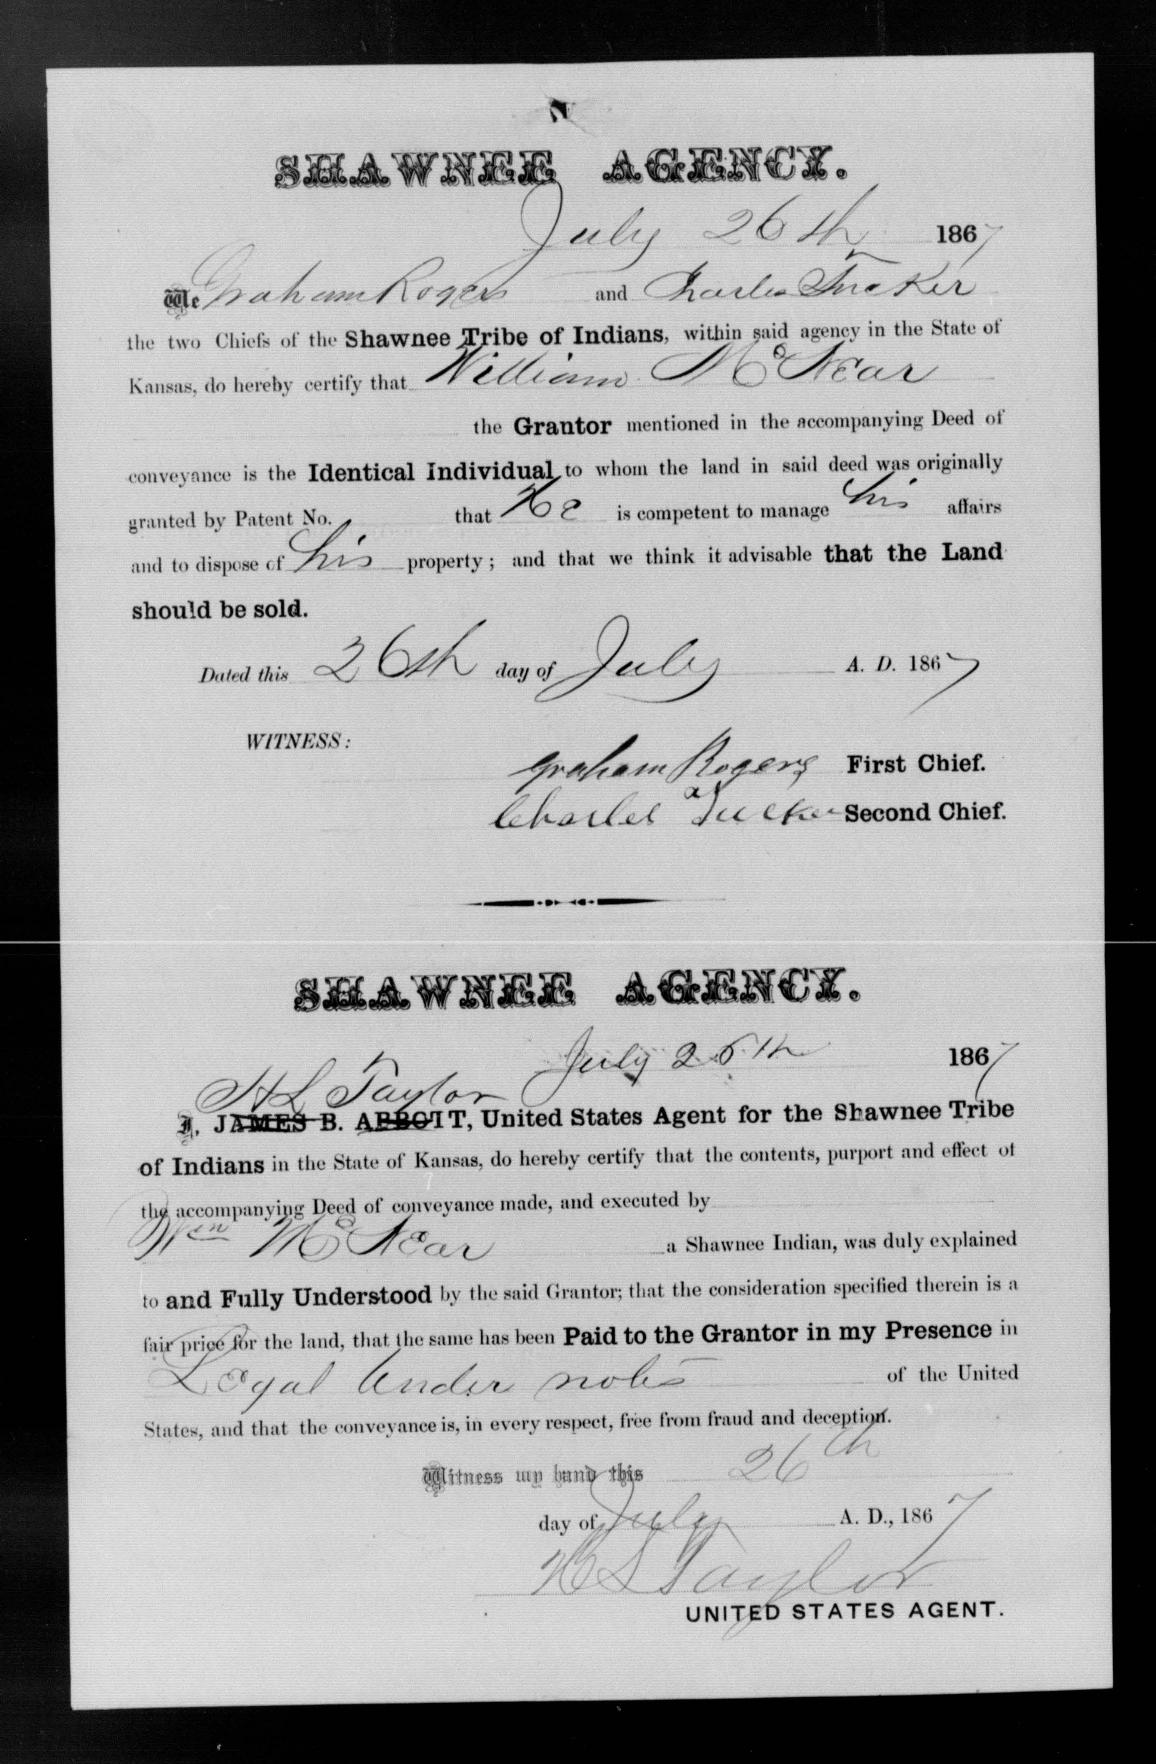 SHAWNEE AGENCY.
July 26th 1867
We Graham Rogers and Charles Tucker
the two Chiefs of the Shawnee Tribe of Indians, within said agency in the State of
Kansas, do hereby certify that William McNear
the Grantor mentioned in the accompanying Deed of
conveyance is the Identical Individual to whom the land in said deed was originally
granted by Patent No. that He is competent to manage his affairs
and to dispose of his property; and that we think it advisable that the Land
should be sold.
Dated this 26th day of July A. D. 1867
WITNESS:
Graham Rogers First Chief.
Charles Tucker Second Chief.
SHAWNEE AGENCY.
July 26th 1867
H L Taylor
I, JAMES B. ABBOTT, United States Agent for the Shawnee Tribe
of Indians in the State of Kansas, do hereby certify that the contents, purport and effect of
the accompanying Deed of conveyance made, and executed by
Wm McNear a Shawnee Indian, was duly explained
to and Fully Understood by the said Grantor; that the consideration specified therein is a
fair price for the land, that the same has been Paid to the Grantor in my Presence in
Legal tender notes of the United
States, and that the conveyance is, in every respect, free from fraud and deception.
Witness my hand this 26th
day of July A. D., 1867
H L Taylor
UNITED STATES AGENT.